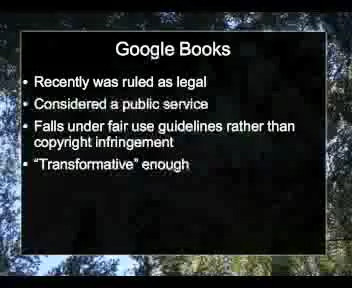 Google Books
• Recently was ruled as legal
• Considered a public service
• Falls under fair use guidelines rather than
copyright infringement
• “Transformative” enough